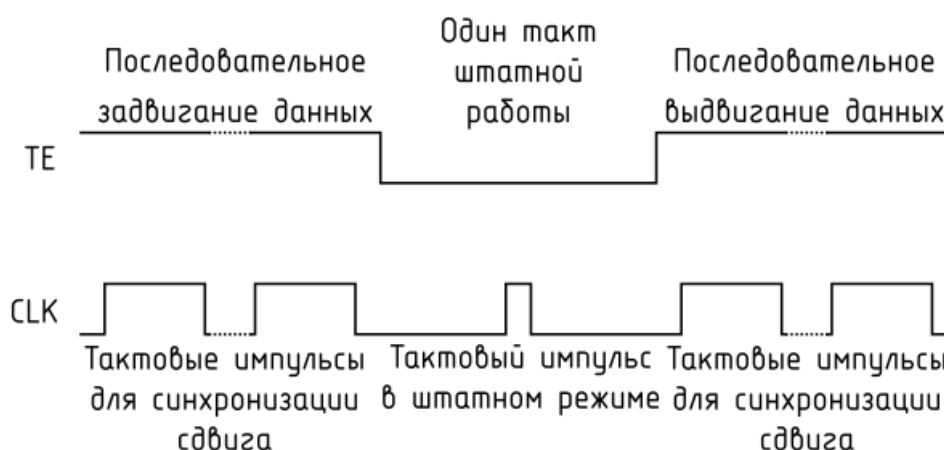 Последовательное
задвигание данных
Один такт
штатной
работы
Последовательное
выдвигание данных
TE
CLK
Тактовые импульсы
для синхронизации
сдвига
Тактовый импульс
в штатном режиме
Тактовые импульсы
для синхронизации
сдвига